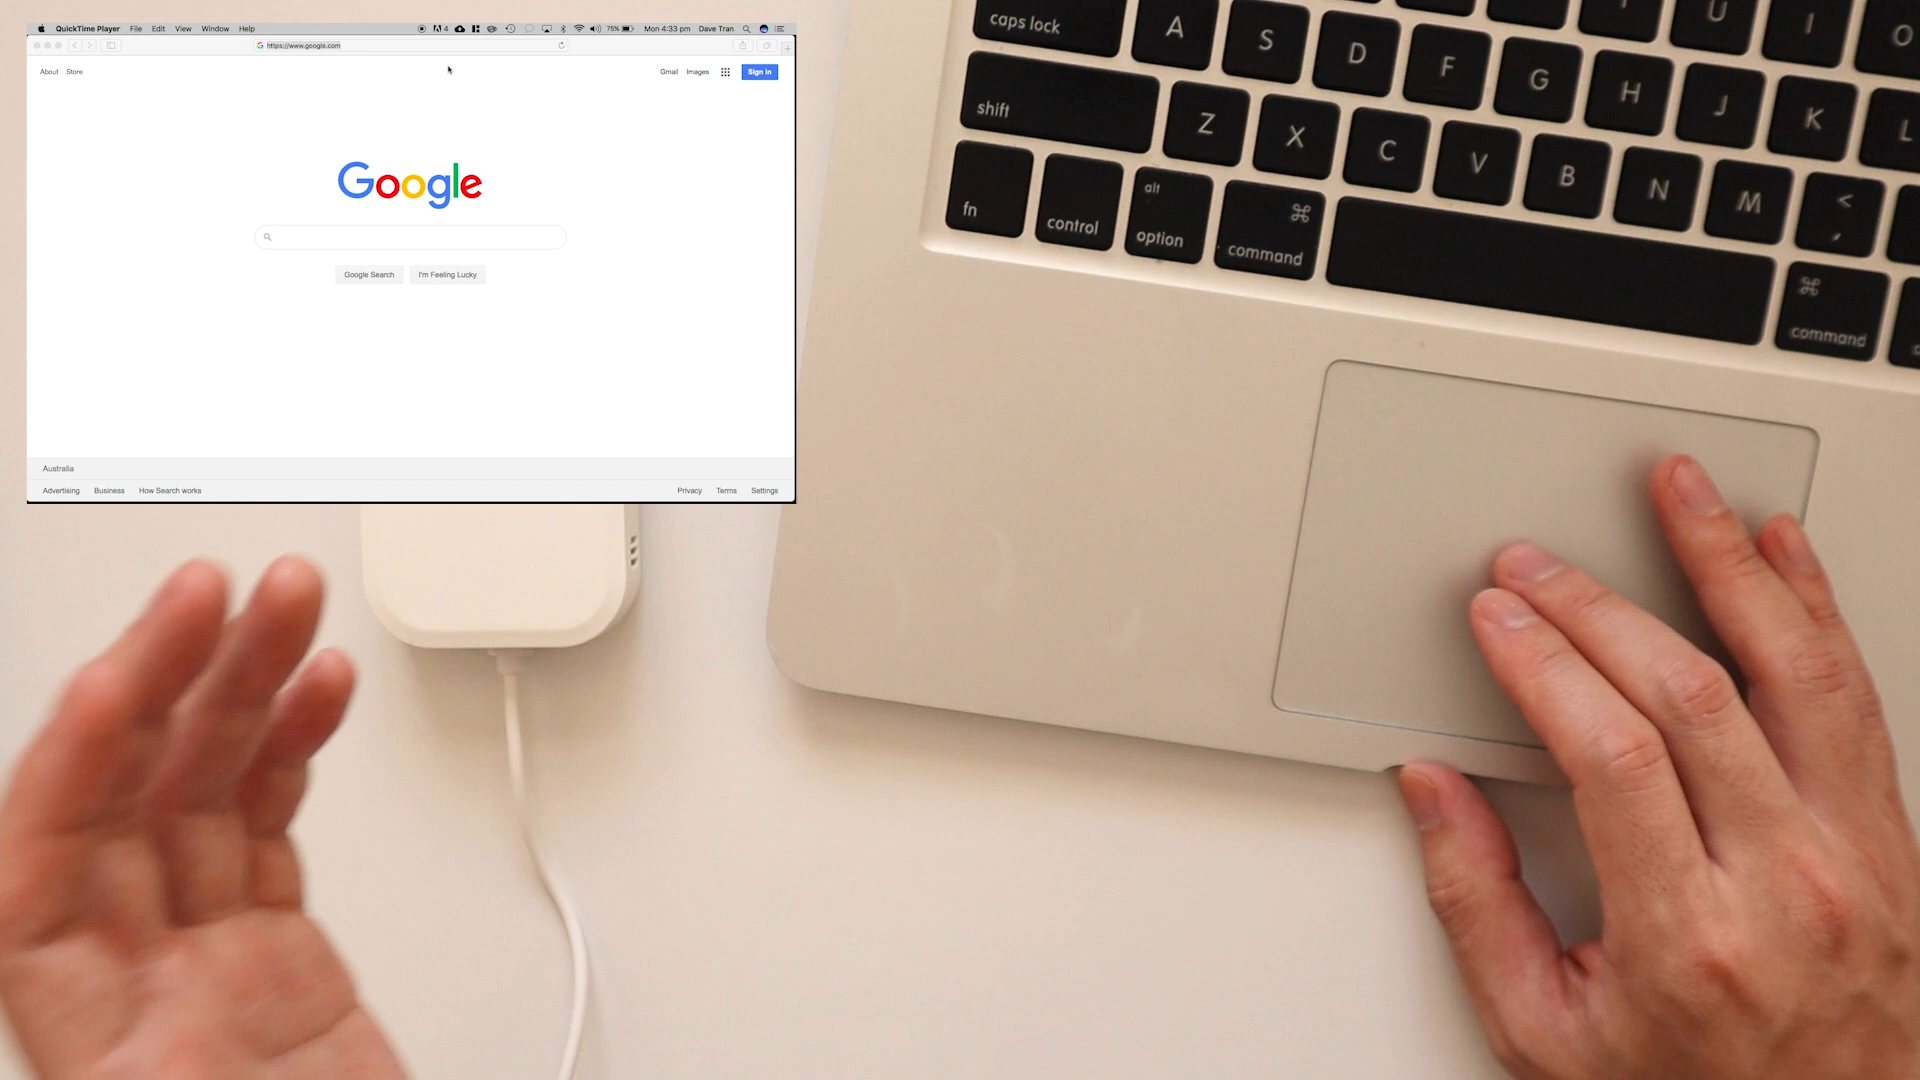 QuickTime Player File Edit View Window Help 4 75% Mon 4:33 pm Dave Tran
https://www.google.com
About Store Gmail Images Sign in
Google
Google Search I'm Feeling Lucky
Australia
Advertising Business How Search works Privacy Terms Settings
caps lock A S D F G H J K L
U I O
shift Z X C V B N M < ,
fn control alt option ⌘ command ⌘ command